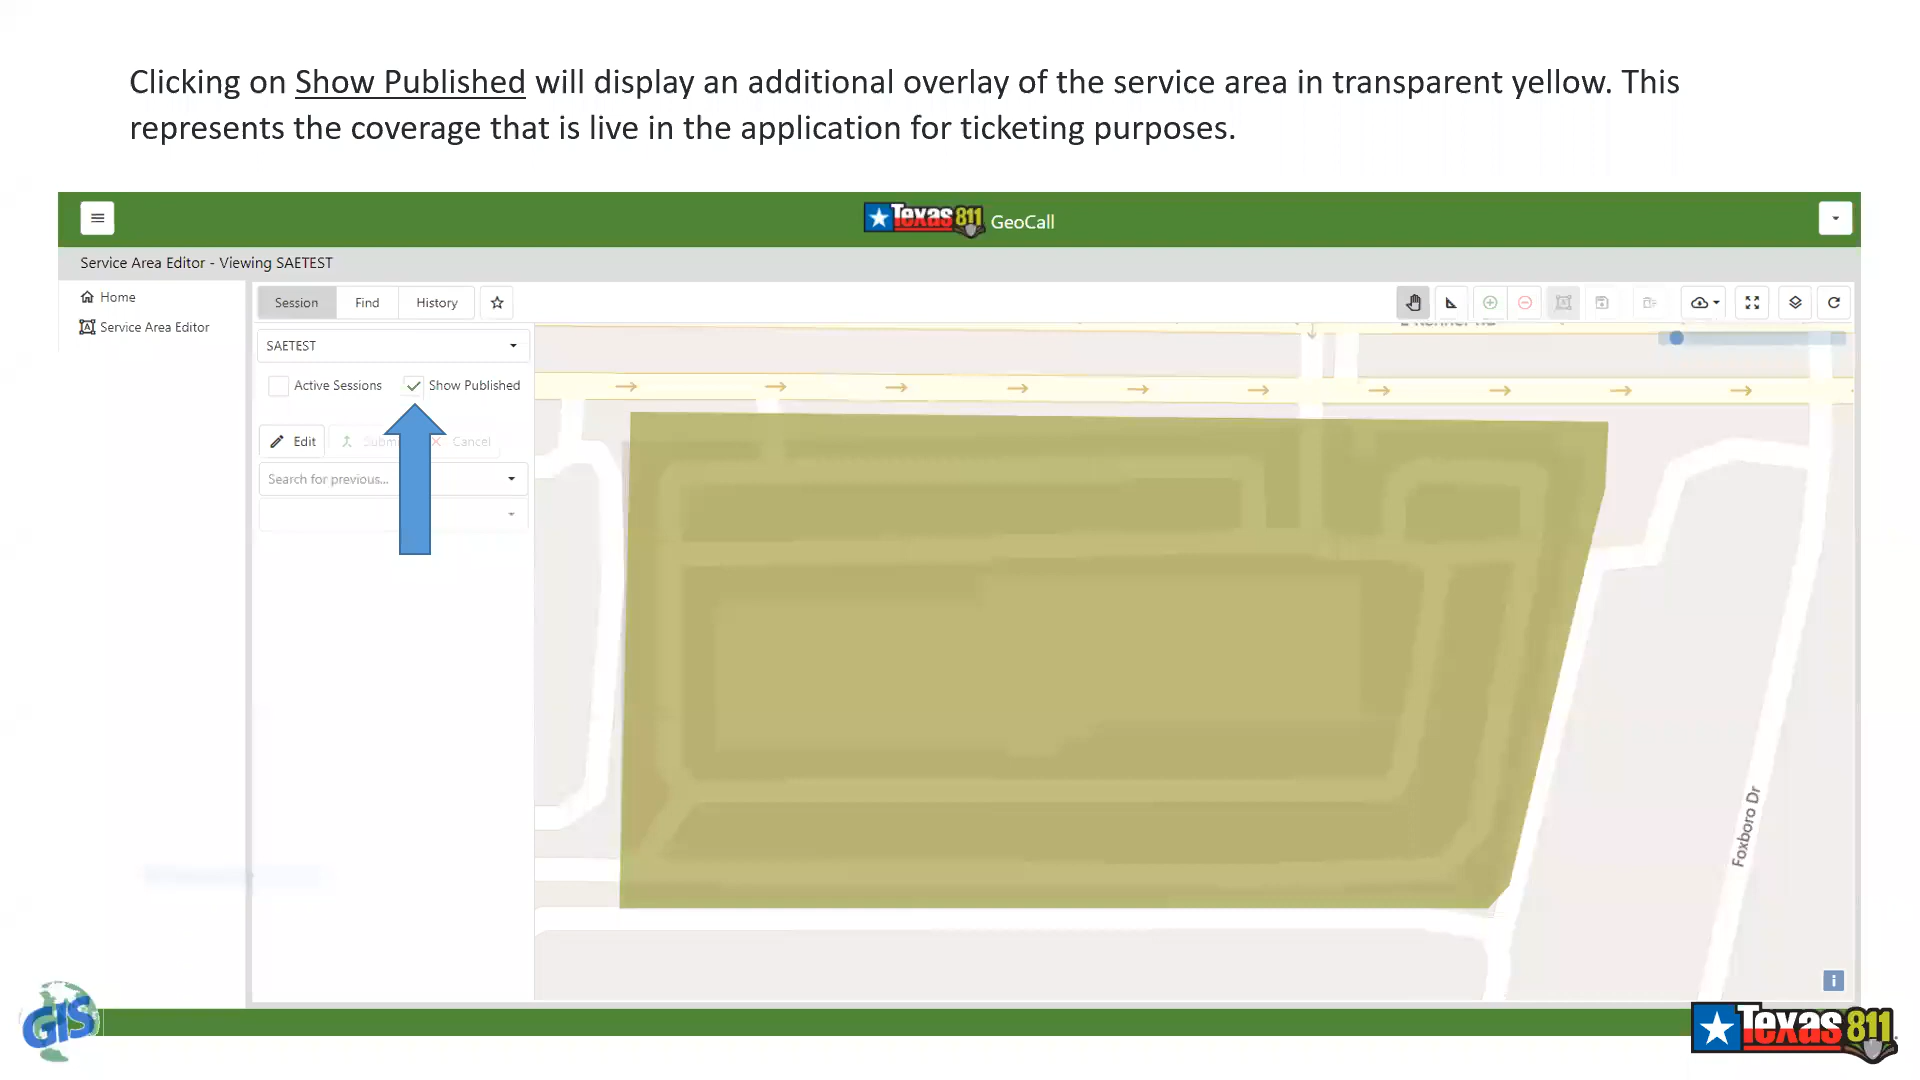 Clicking on Show Published will display an additional overlay of the service area in transparent yellow. This
represents the coverage that is live in the application for ticketing purposes.
Texas 811 GeoCall
Service Area Editor - Viewing SAETEST
Home
Service Area Editor
Session Find History
SAETEST
Active Sessions Show Published
Edit Cancel
Search for previous...
Foxboro Dr
i
GIS
Texas 811